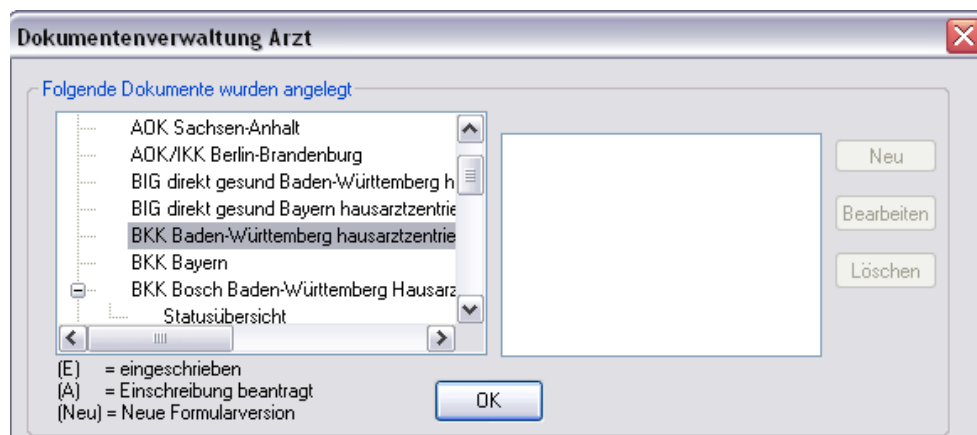 Dokumentenverwaltung Arzt
Folgende Dokumente wurden angelegt
AOK Sachsen-Anhalt
AOK/IKK Berlin-Brandenburg
BIG direkt gesund Baden-Württemberg h
BIG direkt gesund Bayern hausarztzentrie
BKK Baden-Württemberg hausarztzentrie
BKK Bayern
BKK Bosch Baden-Württemberg Hausarz
Statusübersicht
Neu
Bearbeiten
Löschen
(E) = eingeschrieben
(A) = Einschreibung beantragt
(Neu) = Neue Formularversion
OK